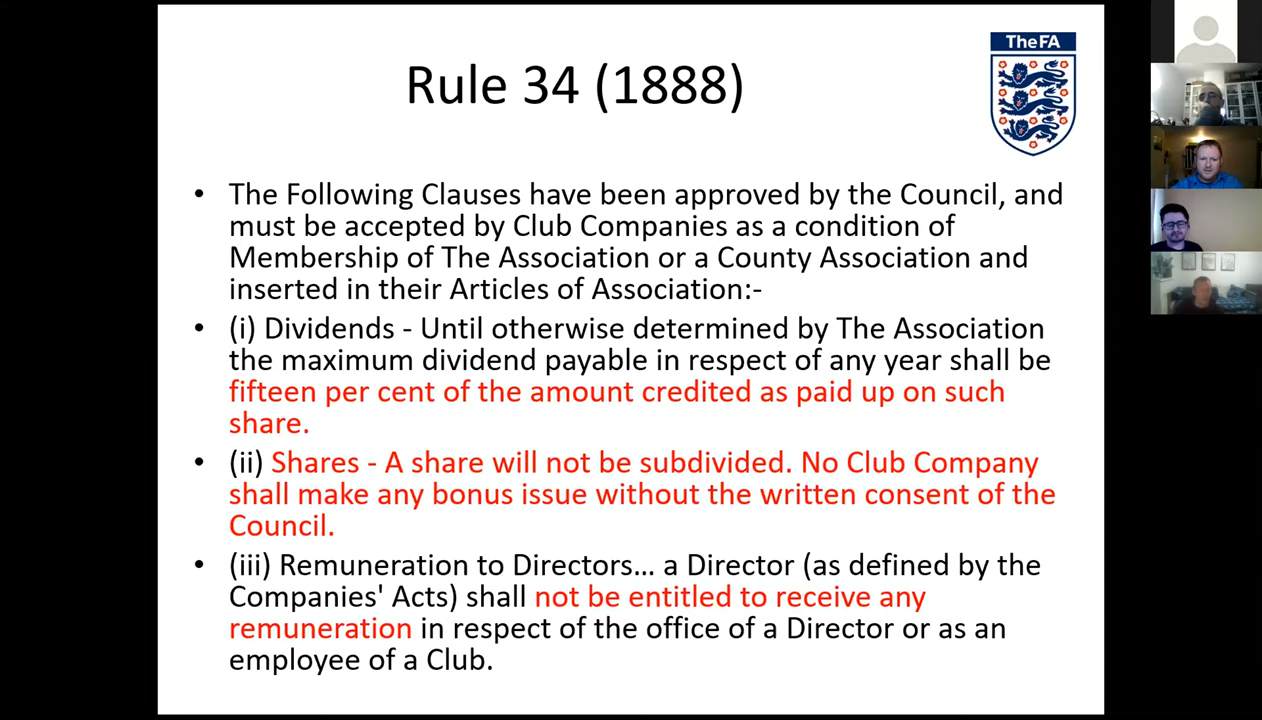 TheFA
Rule 34 (1888)
• The Following Clauses have been approved by the Council, and
must be accepted by Club Companies as a condition of
Membership of The Association or a County Association and
inserted in their Articles of Association:-
• (i) Dividends - Until otherwise determined by The Association
the maximum dividend payable in respect of any year shall be
fifteen per cent of the amount credited as paid up on such
share.
• (ii) Shares - A share will not be subdivided. No Club Company
shall make any bonus issue without the written consent of the
Council.
• (iii) Remuneration to Directors… a Director (as defined by the
Companies' Acts) shall not be entitled to receive any
remuneration in respect of the office of a Director or as an
employee of a Club.